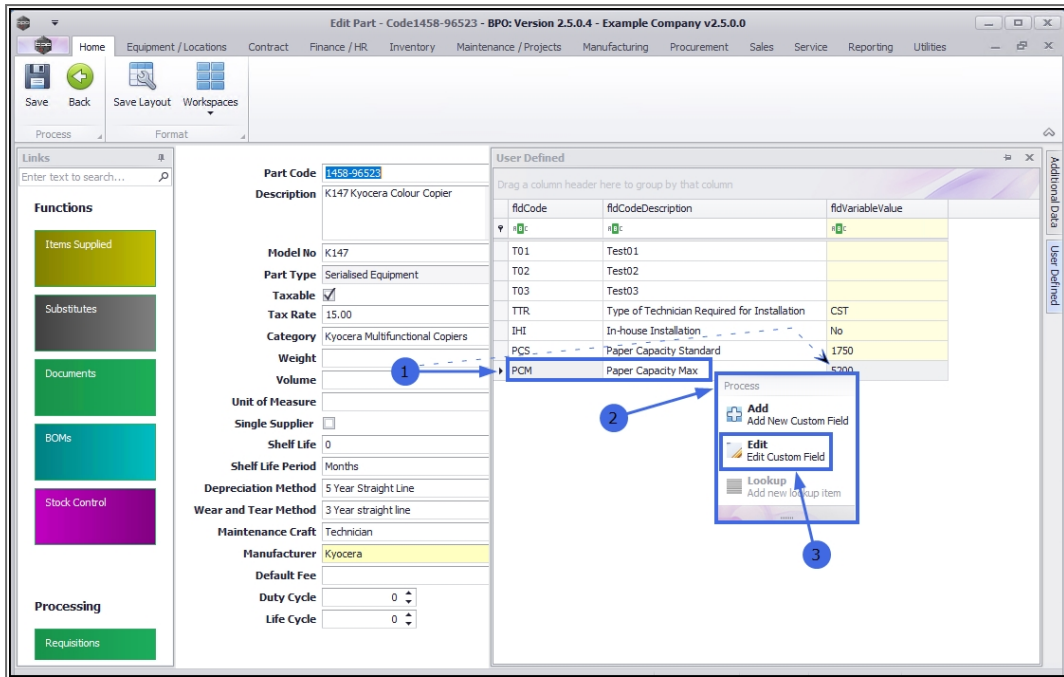 Edit Part - Code1458-96523 - BPO: Version 2.5.0.4 - Example Company v2.5.0.0
Home Equipment / Locations Contract Finance / HR Inventory Maintenance / Projects Manufacturing Procurement Sales Service Reporting Utilities
Save Back Save Layout Workspaces
Process Format
Links
Enter text to search...
Functions
Items Supplied
Substitutes
Documents
BOMs
Stock Control
Processing
Requisitions
Part Code 1458-96523
Description K147 Kyocera Colour Copier
Model No K147
Part Type Serialised Equipment
Taxable
Tax Rate 15.00
Category Kyocera Multifunctional Copiers
Weight
Volume
Unit of Measure
Single Supplier
Shelf Life 0
Shelf Life Period Months
Depreciation Method 5 Year Straight Line
Wear and Tear Method 3 Year straight line
Maintenance Craft Technician
Manufacturer Kyocera
Default Fee
Duty Cycle 0
Life Cycle 0
User Defined
Drag a column header here to group by that column
fldCode fldCodeDescription fldVariableValue
T01 Test01
T02 Test02
T03 Test03
TTR Type of Technician Required for Installation CST
IHI In-house Installation No
PCS Paper Capacity Standard 1750
PCM Paper Capacity Max 5200
1
2
Process
Add
Add New Custom Field
Edit
Edit Custom Field
Lookup
Add new lookup item
3
Additional Data
User Defined